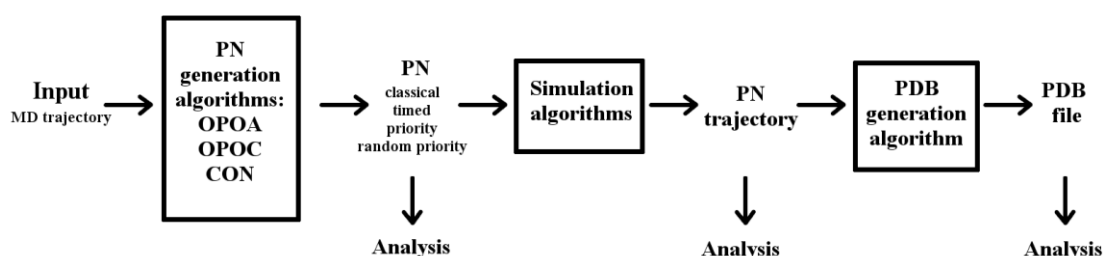 Input
MD trajectory
PN
generation
algorithms:
OPOA
OPOC
CON
PN
classical
timed
priority
random priority
Analysis
Simulation
algorithms
PN
trajectory
Analysis
PDB
generation
algorithm
PDB
file
Analysis